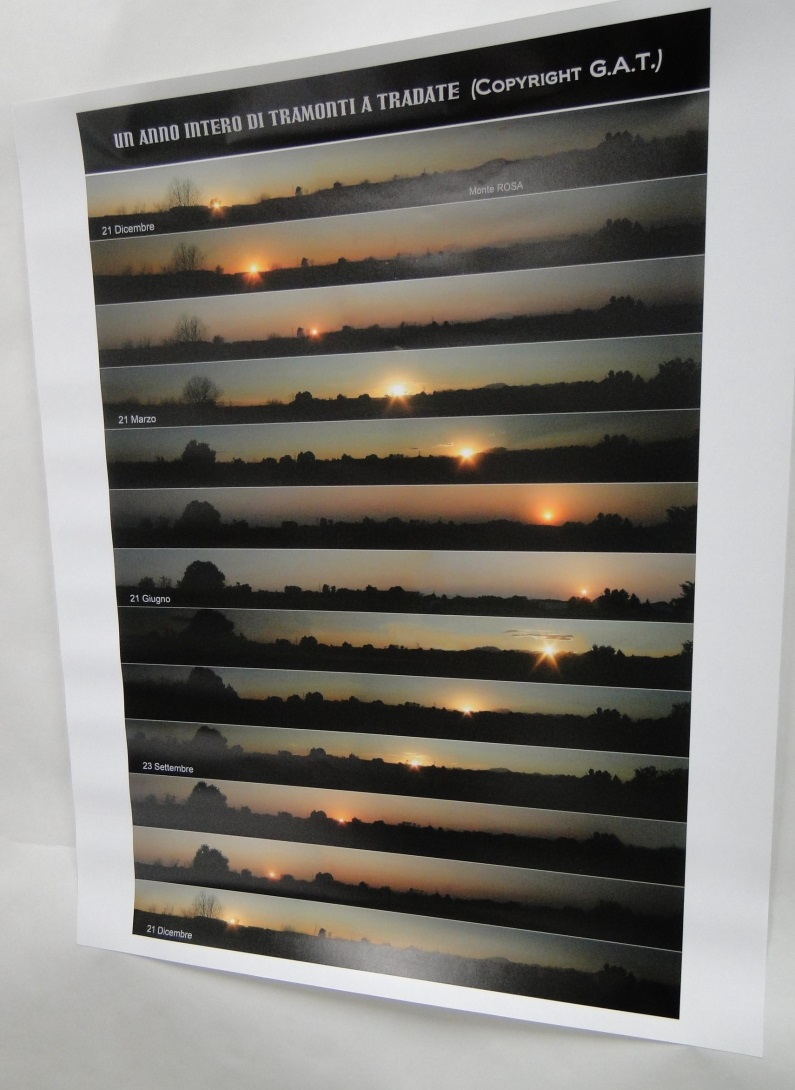 UN ANNO INTERO DI TRAMONTI A TRADATE (COPYRIGHT G.A.T.)
Monte ROSA
21 Dicembre
21 Marzo
21 Giugno
23 Settembre
21 Dicembre